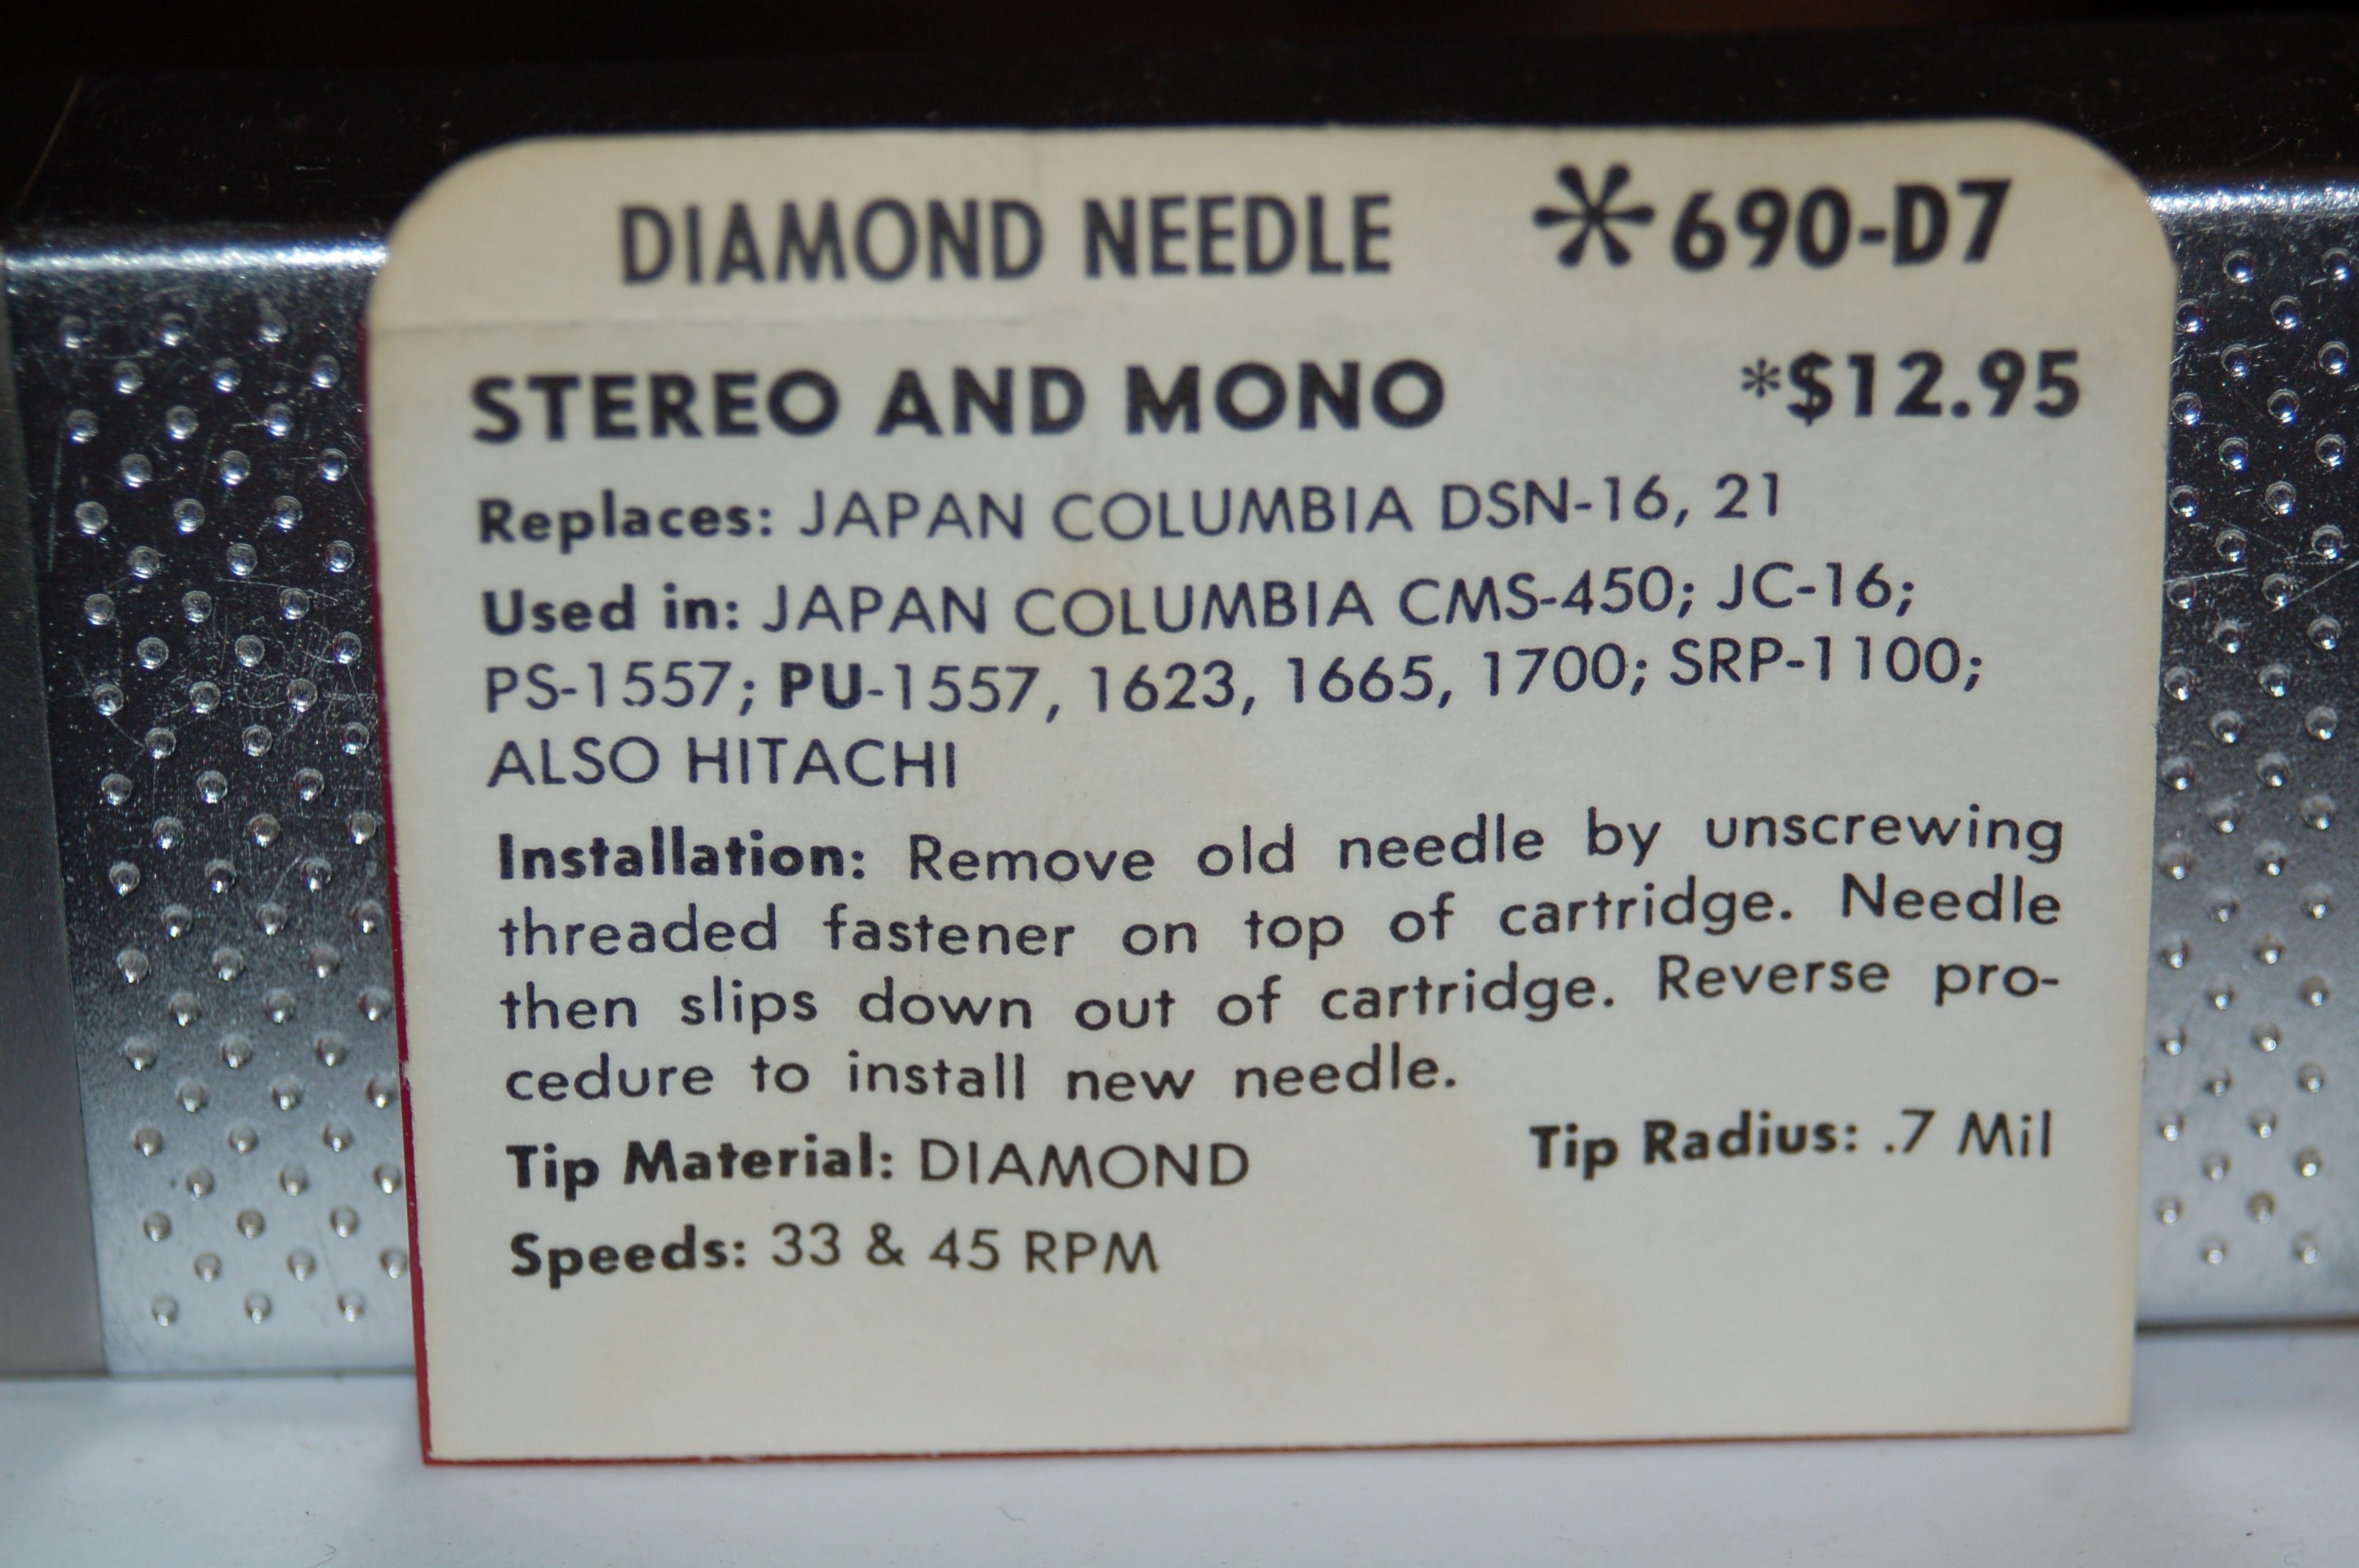 DIAMOND NEEDLE *690-D7
STEREO AND MONO *$12.95
Replaces: JAPAN COLUMBIA DSN-16, 21
Used in: JAPAN COLUMBIA CMS-450; JC-16;
PS-1557; PU-1557, 1623, 1665, 1700; SRP-1100;
ALSO HITACHI
Installation: Remove old needle by unscrewing
threaded fastener on top of cartridge. Needle
then slips down out of cartridge. Reverse pro-
cedure to install new needle.
Tip Material: DIAMOND Tip Radius: .7 Mil
Speeds: 33 & 45 RPM